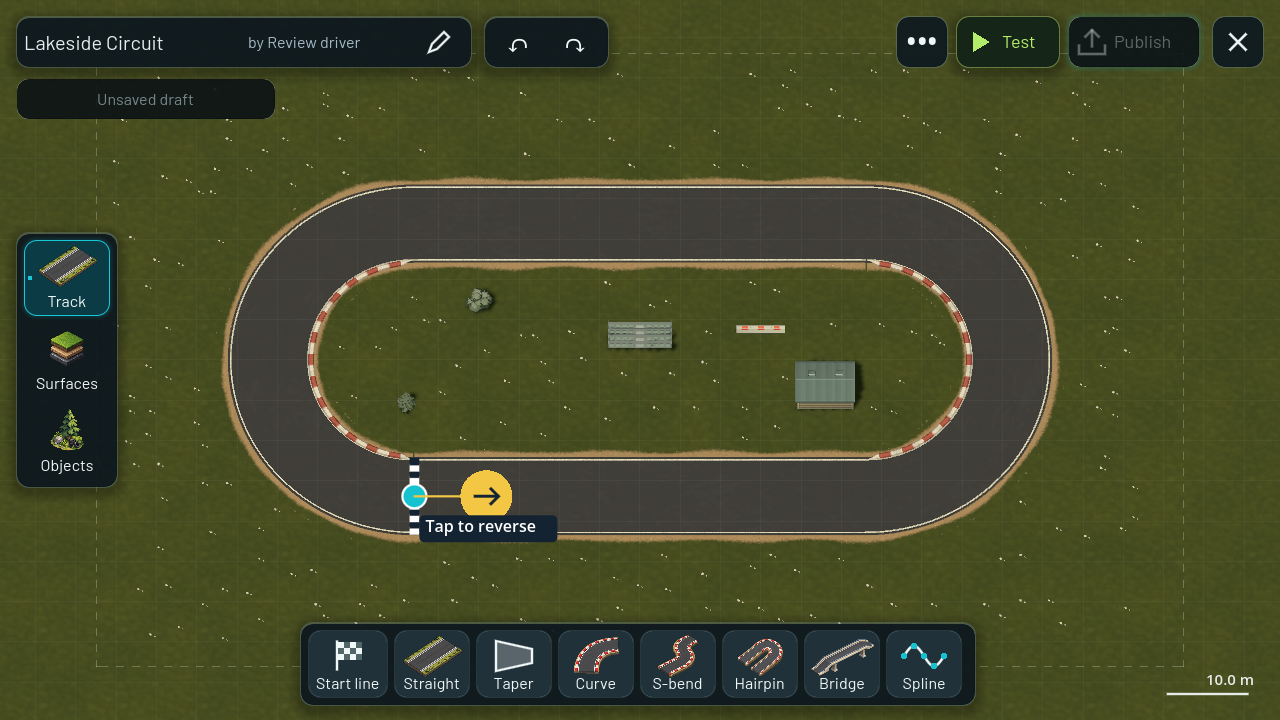 Lakeside Circuit
by Review driver
Test
Publish
Unsaved draft
Track
Surfaces
Objects
Tap to reverse
Start line
Straight
Taper
Curve
S-bend
Hairpin
Bridge
Spline
10.0 m